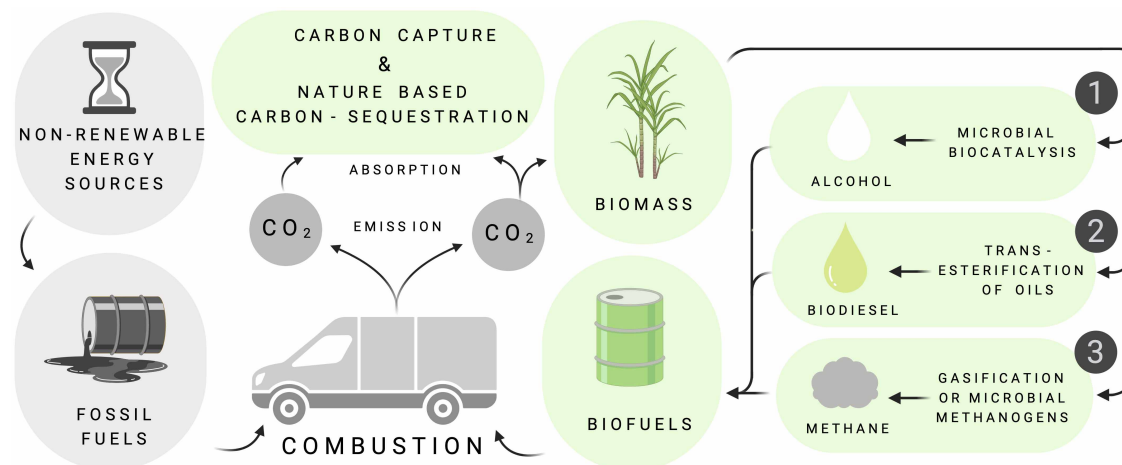 NON-RENEWABLE
ENERGY
SOURCES
FOSSIL
FUELS
CARBON CAPTURE
&
NATURE BASED
CARBON- SEQUESTRATION
ABSORPTION
CO₂
EMISSION
CO₂
COMBUSTION
BIOMASS
BIOFUELS
1
MICROBIAL
BIOCATALYSIS
ALCOHOL
2
TRANS-
ESTERIFICATION
OF OILS
BIODIESEL
3
GASIFICATION
OR MICROBIAL
METHANOGENS
METHANE